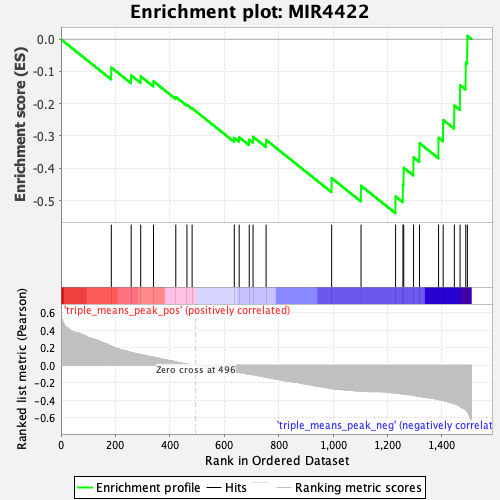 Enrichment plot: MIR4422
Enrichment score (ES)
0.0
-0.1
-0.2
-0.3
-0.4
-0.5
'triple_means_peak_pos' (positively correlated)
Ranked list metric (Pearson)
0.6
0.4
0.2
0.0
-0.2
-0.4
-0.6
Zero cross at 496
'triple_means_peak_neg' (negatively correlat
0
200
400
600
800
1,000
1,200
1,400
Rank in Ordered Dataset
Enrichment profile
Hits
Ranking metric scores